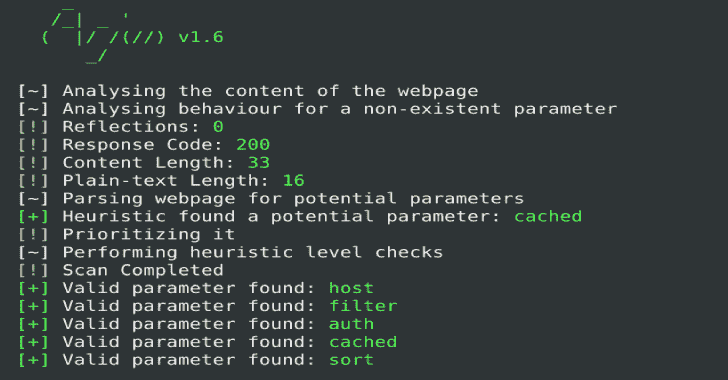 v1.6
[~] Analysing the content of the webpage
[~] Analysing behaviour for a non-existent parameter
[!] Reflections: 0
[!] Response Code: 200
[!] Content Length: 33
[!] Plain-text Length: 16
[~] Parsing webpage for potential parameters
[+] Heuristic found a potential parameter: cached
[!] Prioritizing it
[~] Performing heuristic level checks
[!] Scan Completed
[+] Valid parameter found: host
[+] Valid parameter found: filter
[+] Valid parameter found: auth
[+] Valid parameter found: cached
[+] Valid parameter found: sort